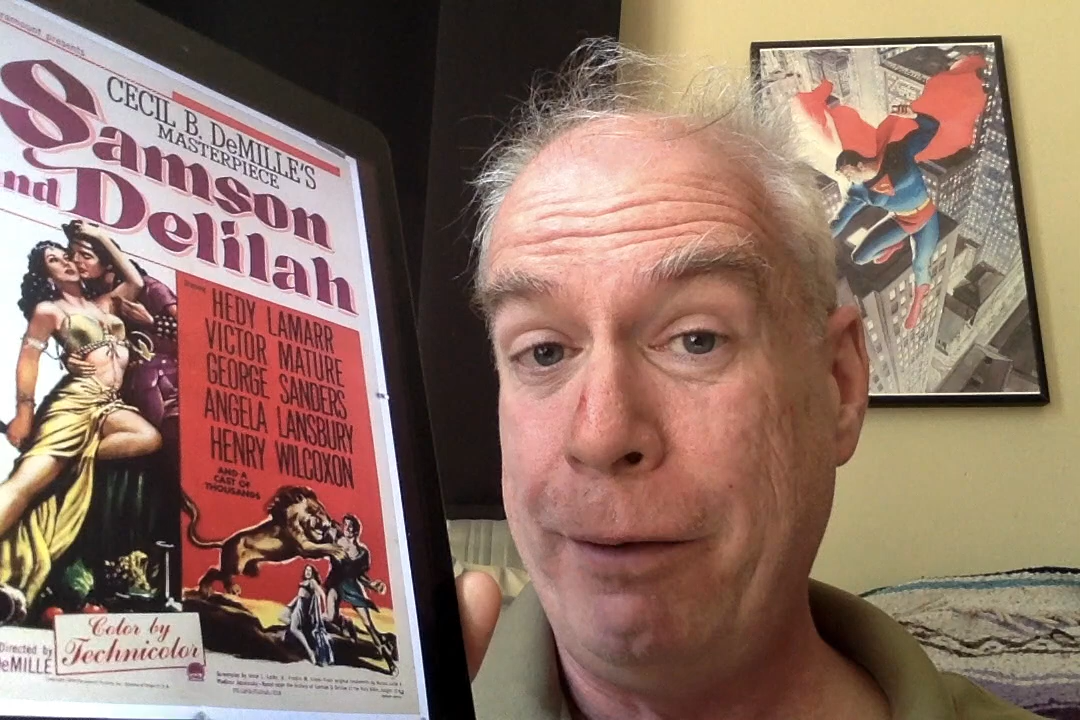 Paramount presents
CECIL B. DeMILLE'S
MASTERPIECE
Samson
nd Delilah
HEDY LAMARR
VICTOR MATURE
GEORGE SANDERS
ANGELA LANSBURY
HENRY WILCOXON
AND A
CAST OF
THOUSANDS
Color by
Technicolor
Directed by
DeMILLE